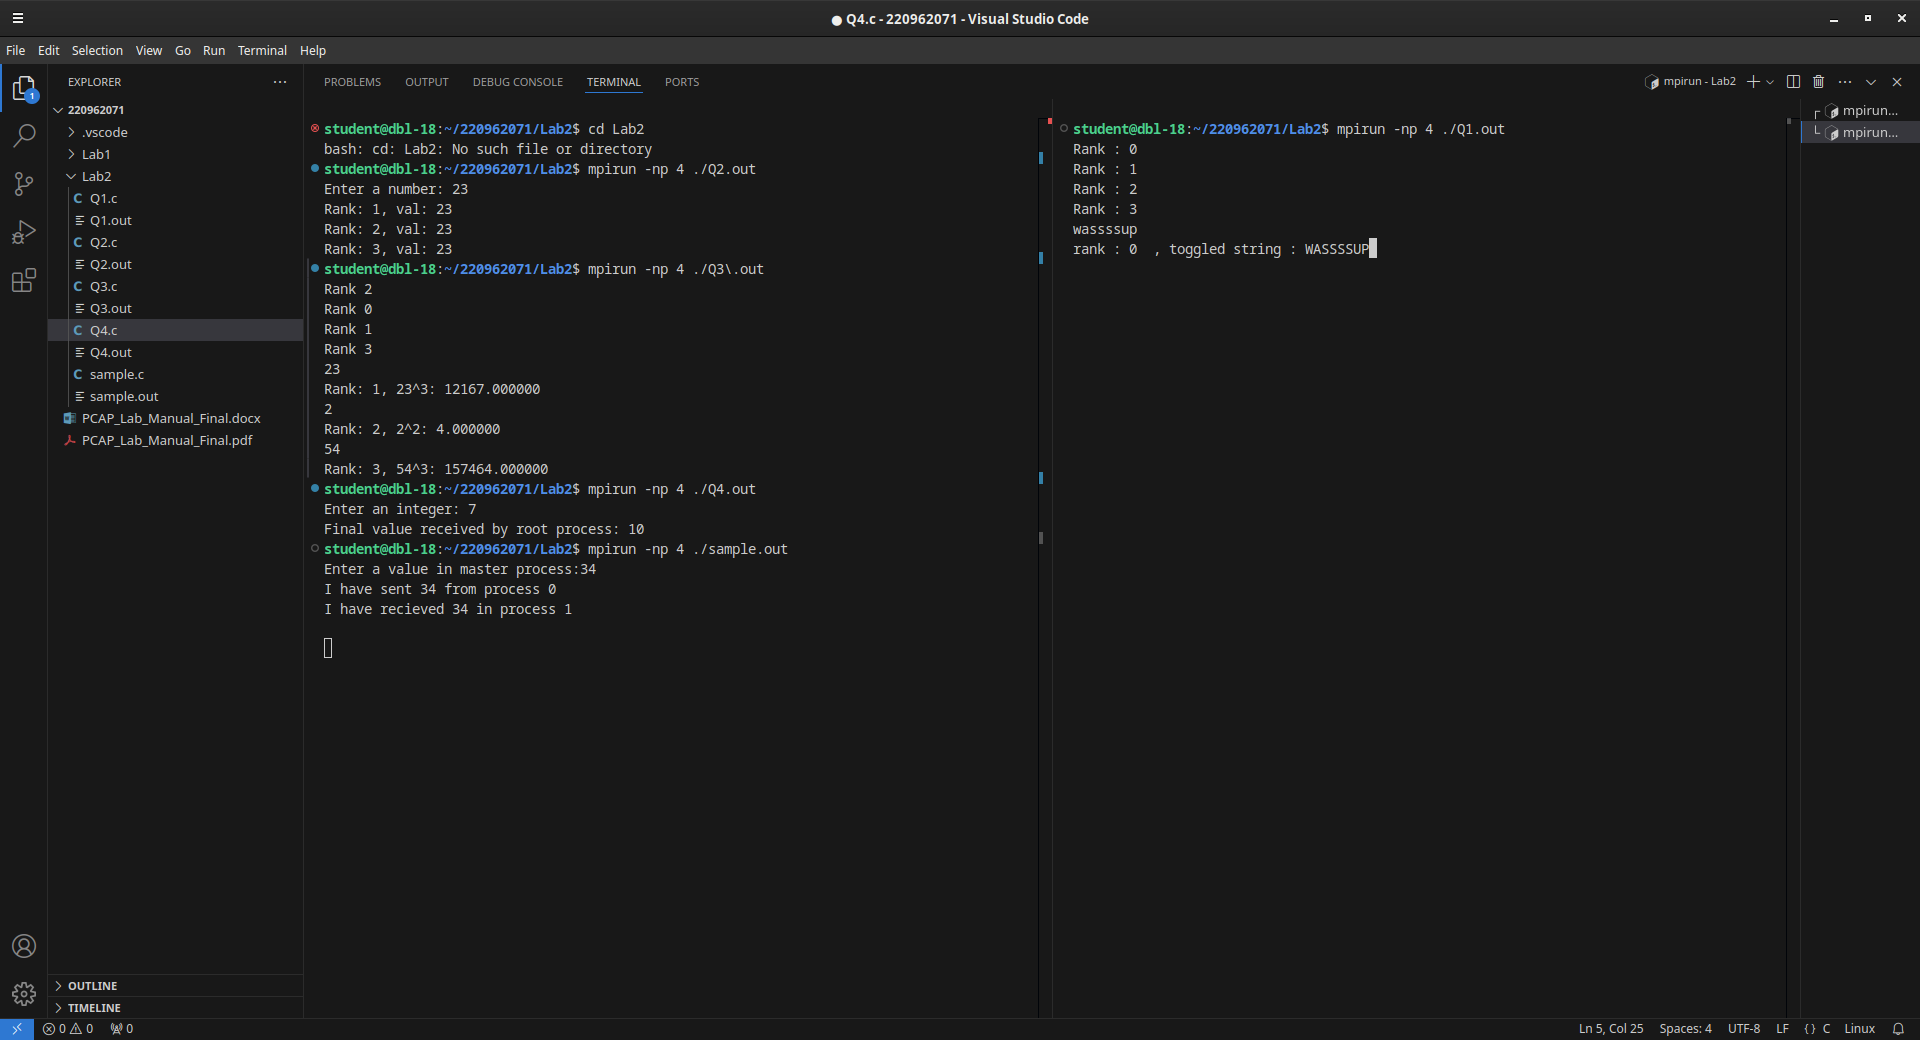 ● Q4.c - 220962071 - Visual Studio Code
File Edit Selection View Go Run Terminal Help
EXPLORER
220962071
.vscode
Lab1
Lab2
C Q1.c
Q1.out
C Q2.c
Q2.out
C Q3.c
Q3.out
C Q4.c
Q4.out
C sample.c
sample.out
PCAP_Lab_Manual_Final.docx
PCAP_Lab_Manual_Final.pdf
OUTLINE
TIMELINE
1
PROBLEMS OUTPUT DEBUG CONSOLE TERMINAL PORTS
mpirun - Lab2
student@dbl-18:~/220962071/Lab2$ cd Lab2
bash: cd: Lab2: No such file or directory
student@dbl-18:~/220962071/Lab2$ mpirun -np 4 ./Q2.out
Enter a number: 23
Rank: 1, val: 23
Rank: 2, val: 23
Rank: 3, val: 23
student@dbl-18:~/220962071/Lab2$ mpirun -np 4 ./Q3\.out
Rank 2
Rank 0
Rank 1
Rank 3
23
Rank: 1, 23^3: 12167.000000
2
Rank: 2, 2^2: 4.000000
54
Rank: 3, 54^3: 157464.000000
student@dbl-18:~/220962071/Lab2$ mpirun -np 4 ./Q4.out
Enter an integer: 7
Final value received by root process: 10
student@dbl-18:~/220962071/Lab2$ mpirun -np 4 ./sample.out
Enter a value in master process:34
I have sent 34 from process 0
I have recieved 34 in process 1
student@dbl-18:~/220962071/Lab2$ mpirun -np 4 ./Q1.out
Rank : 0
Rank : 1
Rank : 2
Rank : 3
wassssup
rank : 0  , toggled string : WASSSSUP
mpirun...
mpirun...
0 0 0
Ln 5, Col 25 Spaces: 4 UTF-8 LF {} C Linux